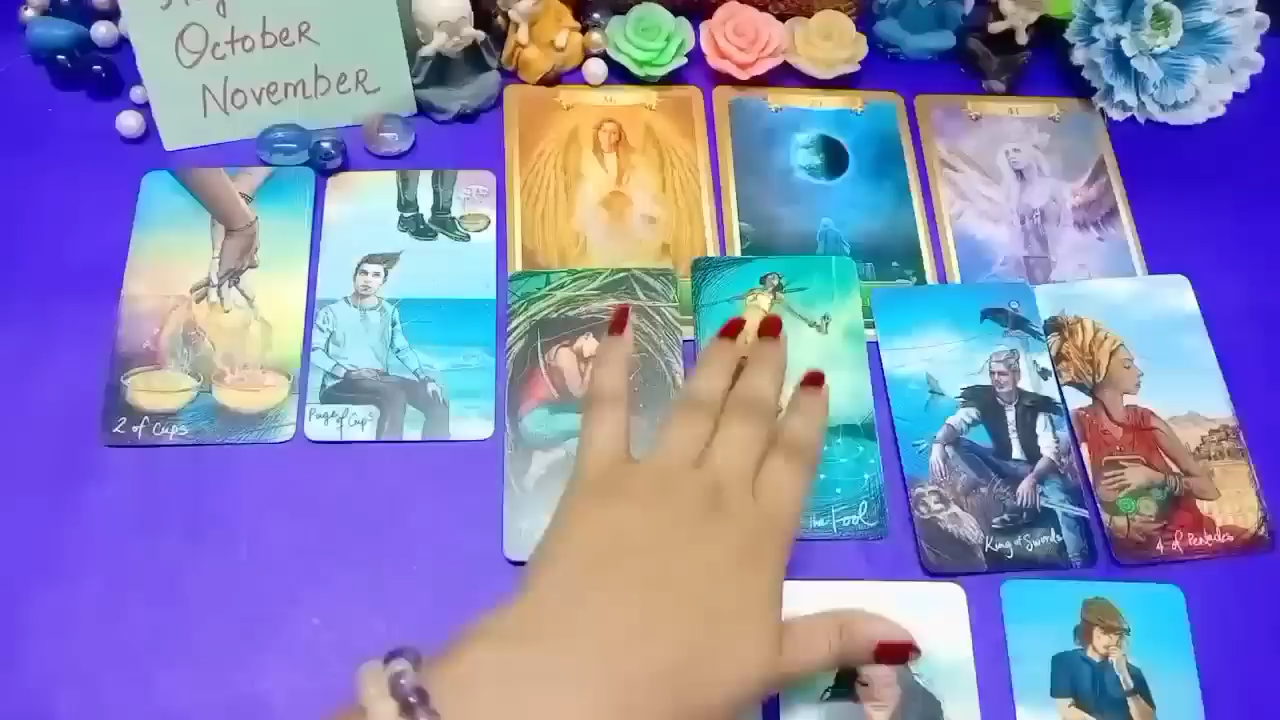 October
November
2 of Cups
Page of Cups
the Fool
King of Swords
4 of Pentacles